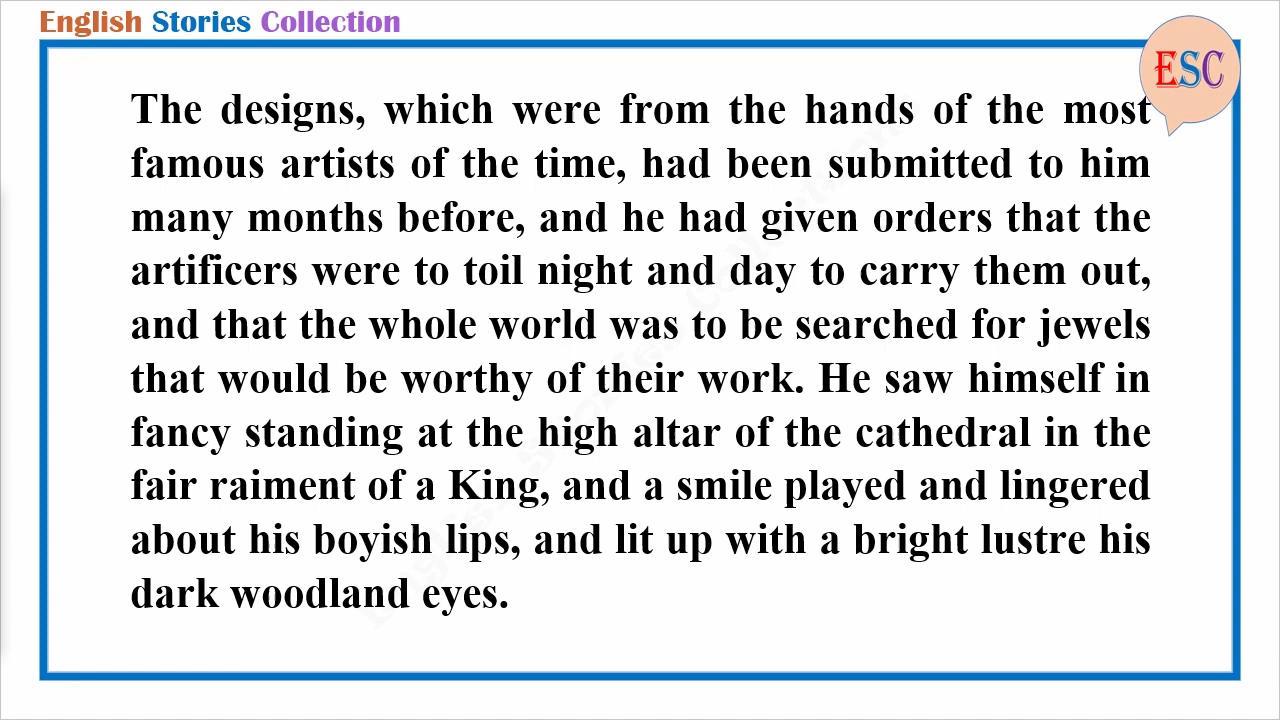 English Stories Collection
ESC
The designs, which were from the hands of the most
famous artists of the time, had been submitted to him
many months before, and he had given orders that the
artificers were to toil night and day to carry them out,
and that the whole world was to be searched for jewels
that would be worthy of their work. He saw himself in
fancy standing at the high altar of the cathedral in the
fair raiment of a King, and a smile played and lingered
about his boyish lips, and lit up with a bright lustre his
dark woodland eyes.
English Stories Collection